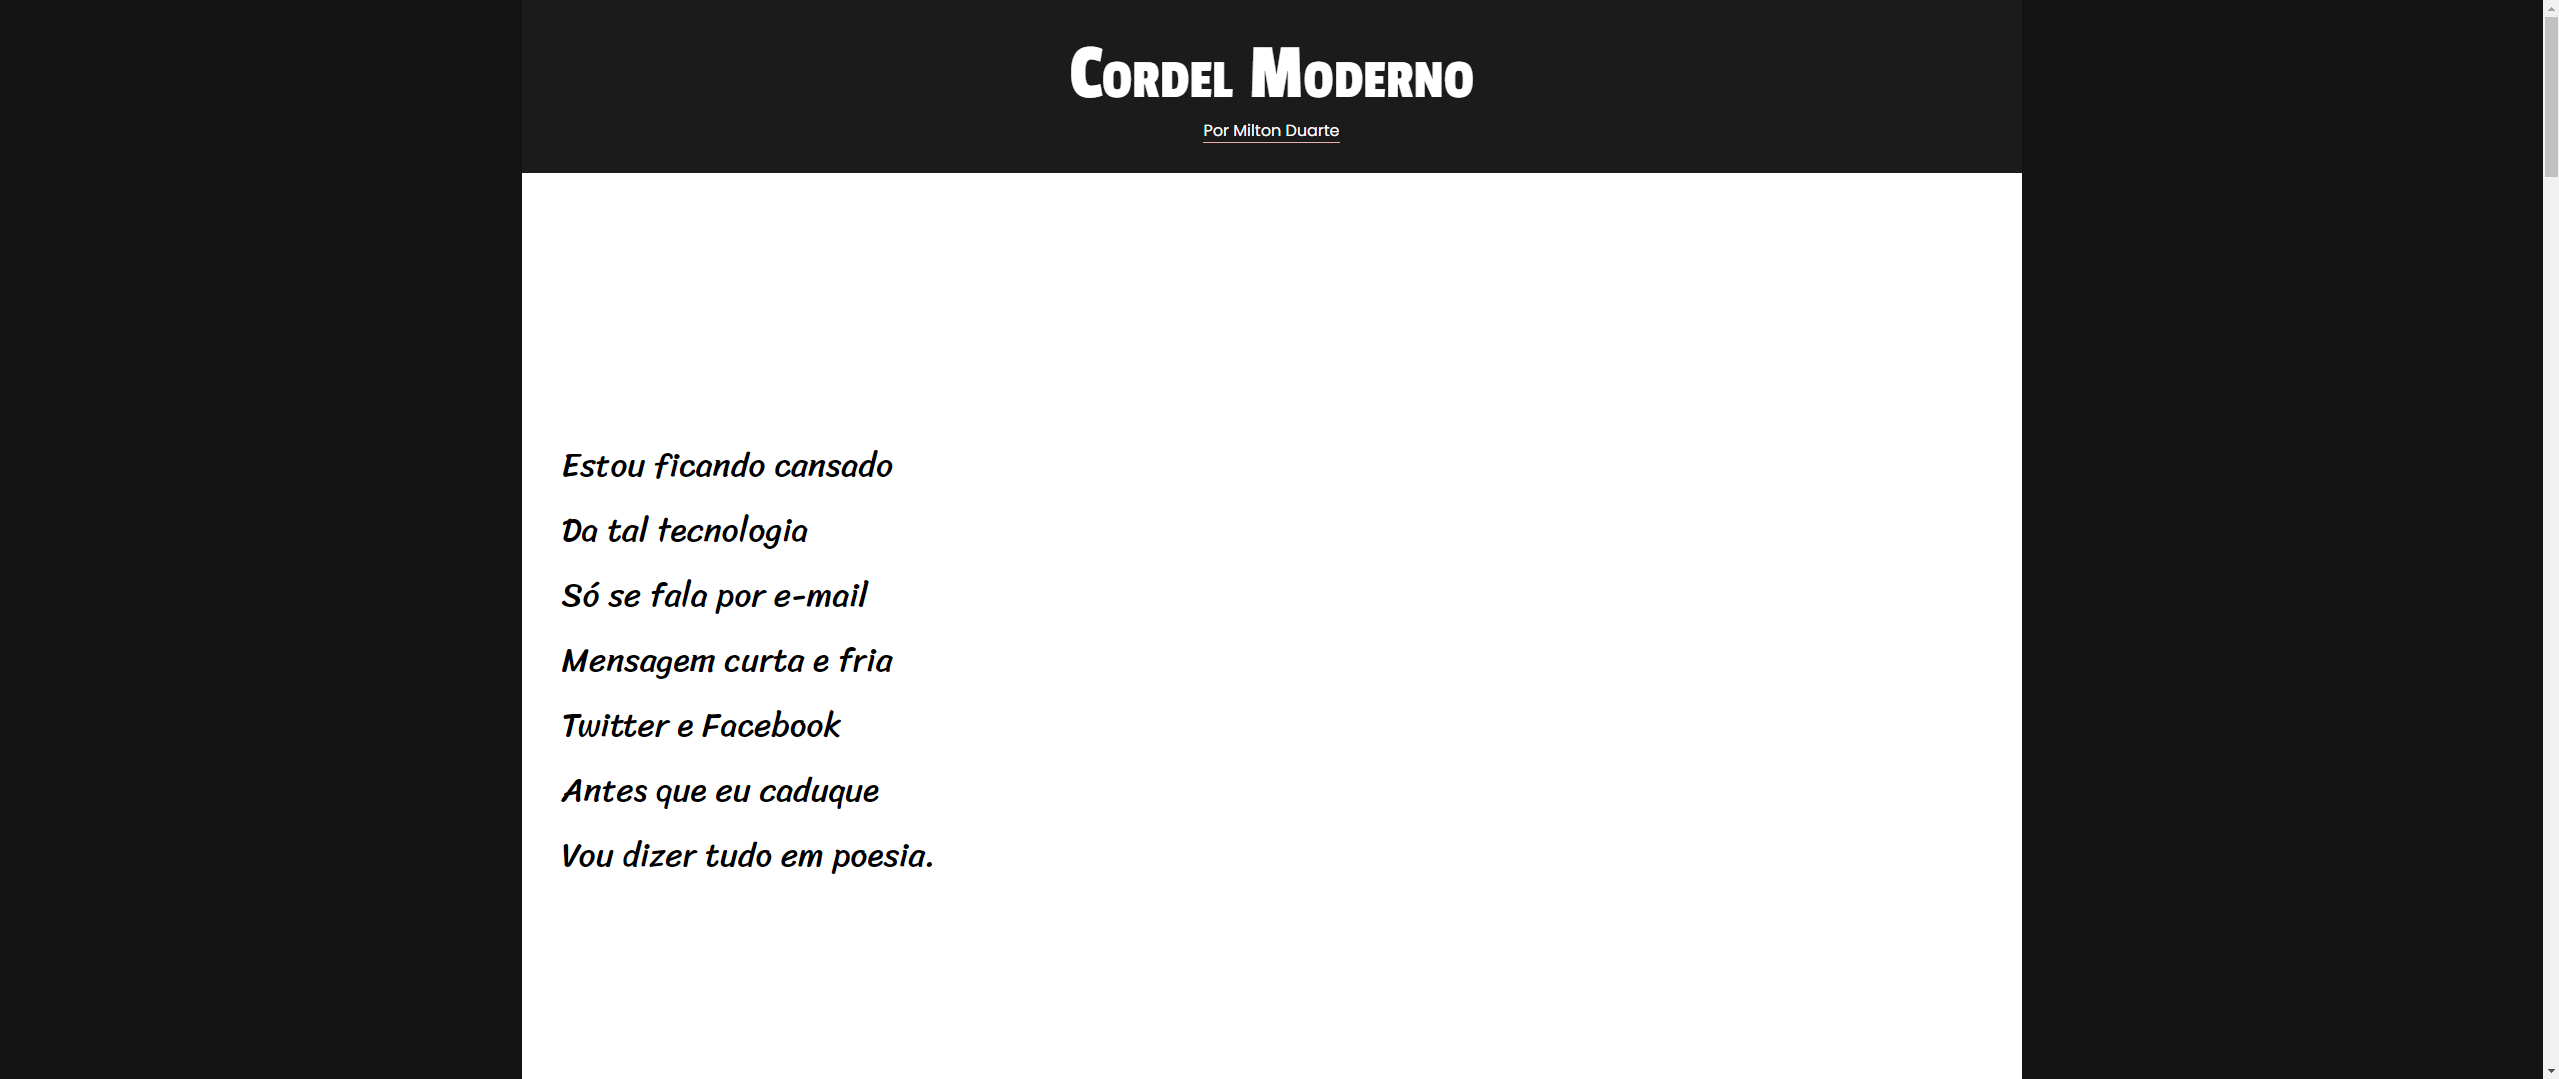 Cordel Moderno
Por Milton Duarte
Estou ficando cansado
Da tal tecnologia
Só se fala por e-mail
Mensagem curta e fria
Twitter e Facebook
Antes que eu caduque
Vou dizer tudo em poesia.